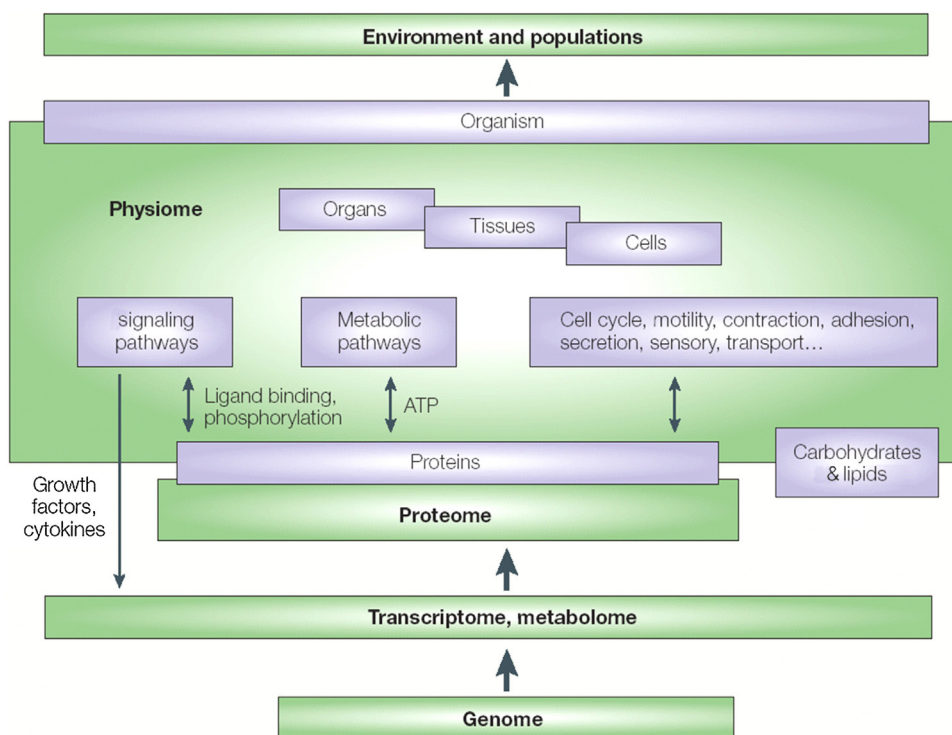 Environment and populations
Organism
Physiome
Organs
Tissues
Cells
signaling
pathways
Metabolic
pathways
Cell cycle, motility, contraction, adhesion,
secretion, sensory, transport...
Ligand binding,
phosphorylation
ATP
Proteins
Carbohydrates
& lipids
Growth
factors,
cytokines
Proteome
Transcriptome, metabolome
Genome